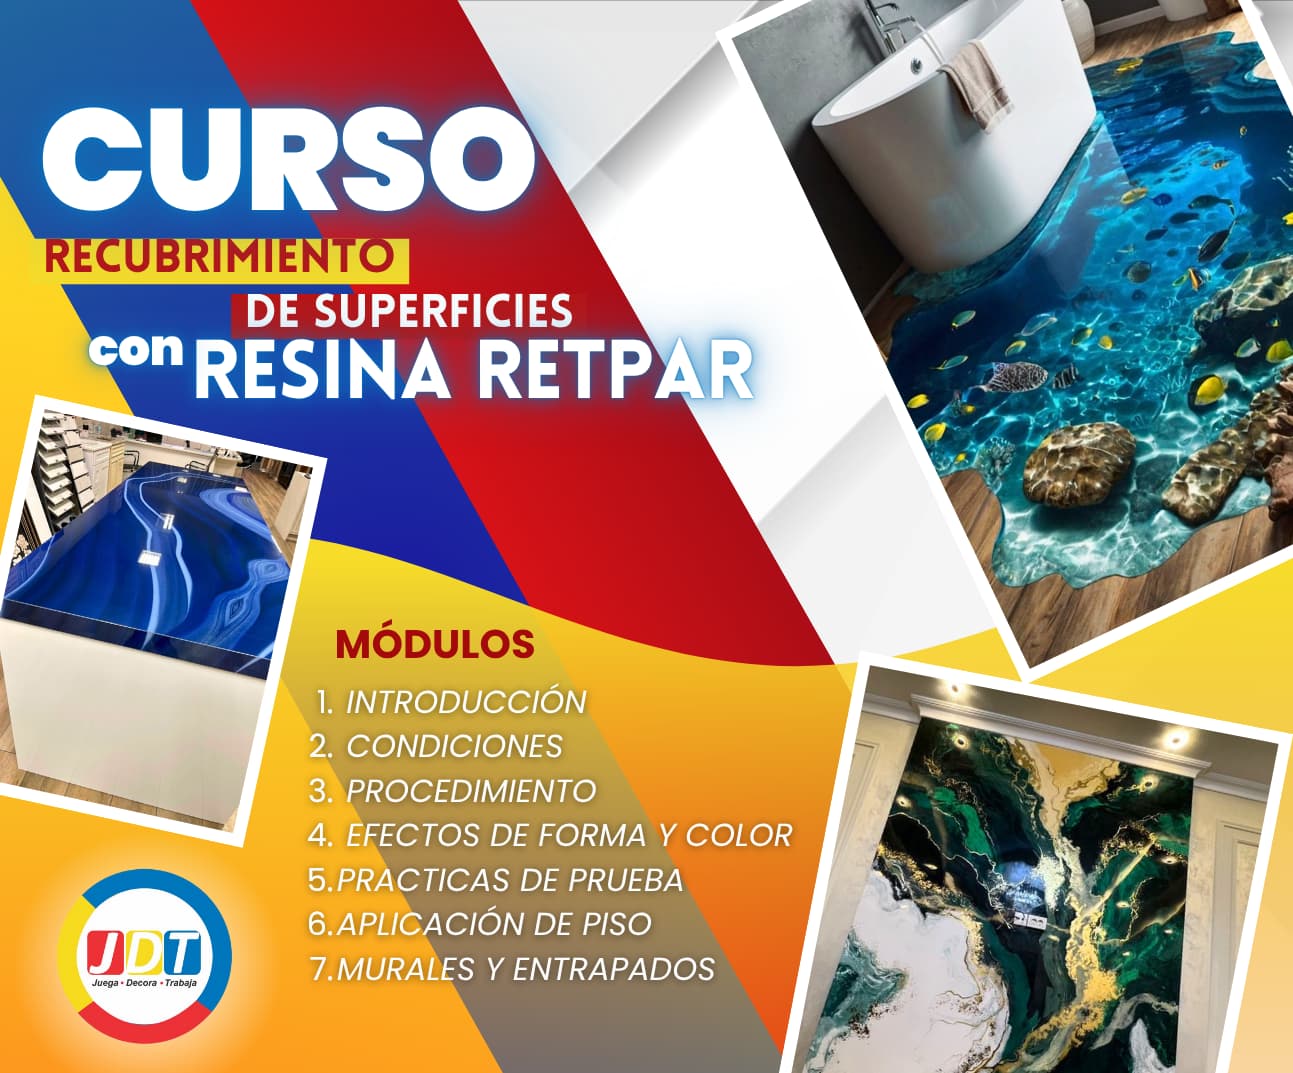 CURSO
RECUBRIMIENTO
DE SUPERFICIES
con RESINA RETPAR
MÓDULOS
1. INTRODUCCIÓN
2. CONDICIONES
3. PROCEDIMIENTO
4. EFECTOS DE FORMA Y COLOR
5. PRACTICAS DE PRUEBA
6. APLICACIÓN DE PISO
7. MURALES Y ENTRAPADOS
JDT
Juega • Decora • Trabaja